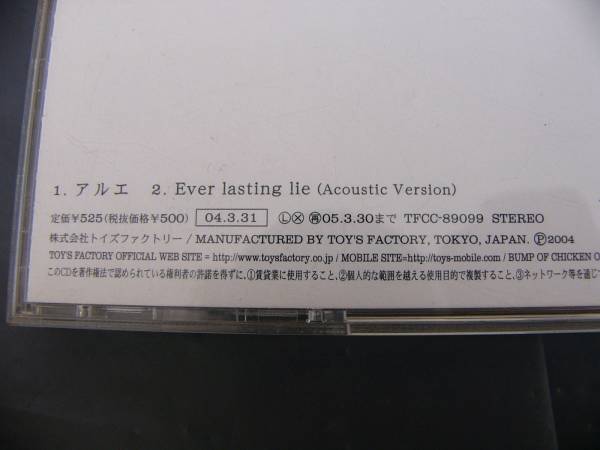 1. アルエ 2. Ever lasting lie (Acoustic Version)
定価¥525(税抜価格¥500) 04.3.31 Ⓛⓧ再05.3.30まで TFCC-89099 STEREO
株式会社トイズファクトリー / MANUFACTURED BY TOY'S FACTORY, TOKYO, JAPAN. Ⓟ2004
TOY'S FACTORY OFFICIAL WEB SITE = http://www.toysfactory.co.jp / MOBILE SITE=http://toys-mobile.com / BUMP OF CHICKEN O
このCDを著作権法で認められている権利者の許諾を得ずに、①賃貸業に使用すること、②個人的な範囲を越える使用目的で複製すること、③ネットワーク等を通じて